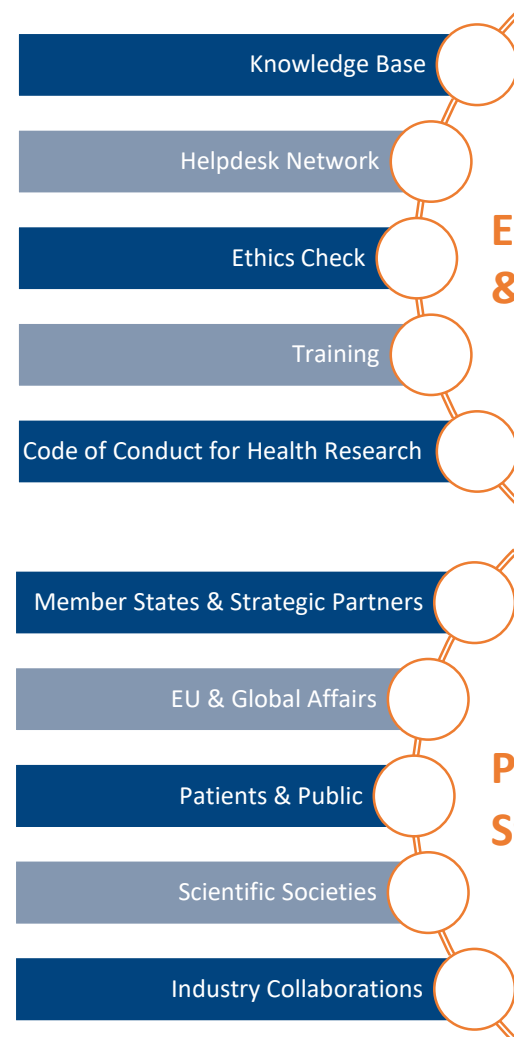 Knowledge Base
Helpdesk Network
Ethics Check
E
&
Training
Code of Conduct for Health Research
Member States & Strategic Partners
EU & Global Affairs
Patients & Public
P
S
Scientific Societies
Industry Collaborations